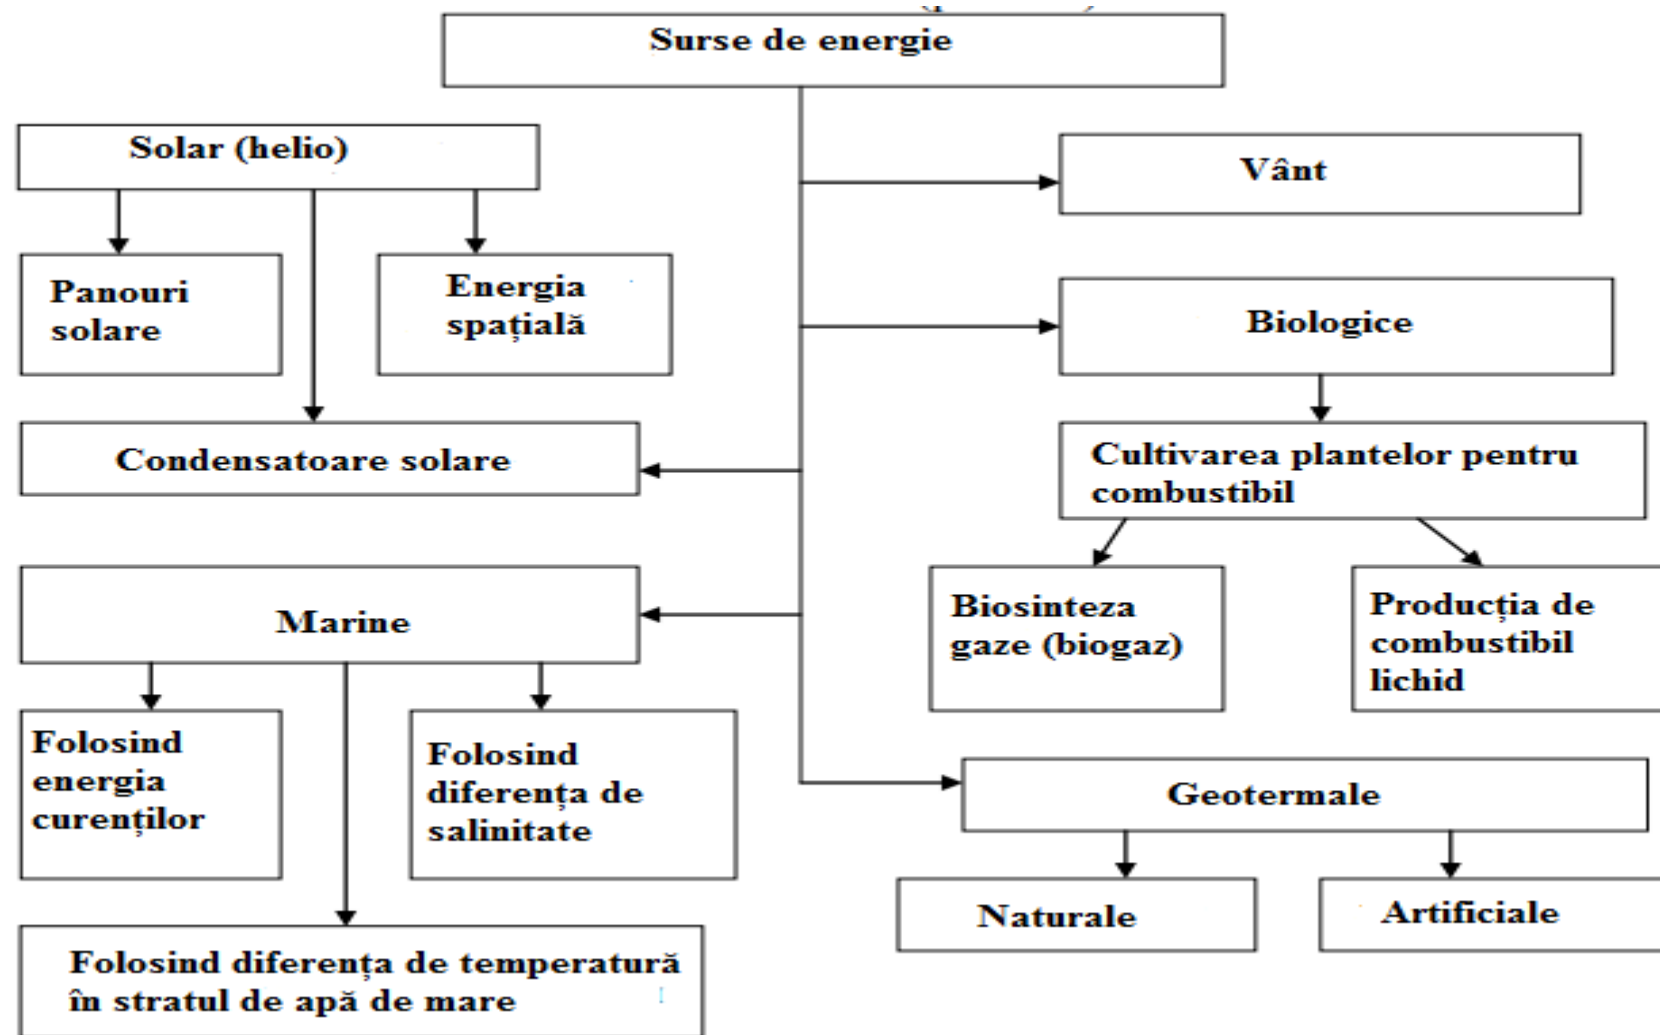 Surse de energie
Solar (helio)
Vânt
Panouri
solare
Energia
spațială
Biologice
Condensatoare solare
Cultivarea plantelor pentru
combustibil
Marine
Biosinteza
gaze (biogaz)
Producția de
combustibil
lichid
Folosind
energia
curenților
Folosind
diferența de
salinitate
Geotermale
Naturale
Artificiale
Folosind diferența de temperatură
în stratul de apă de mare